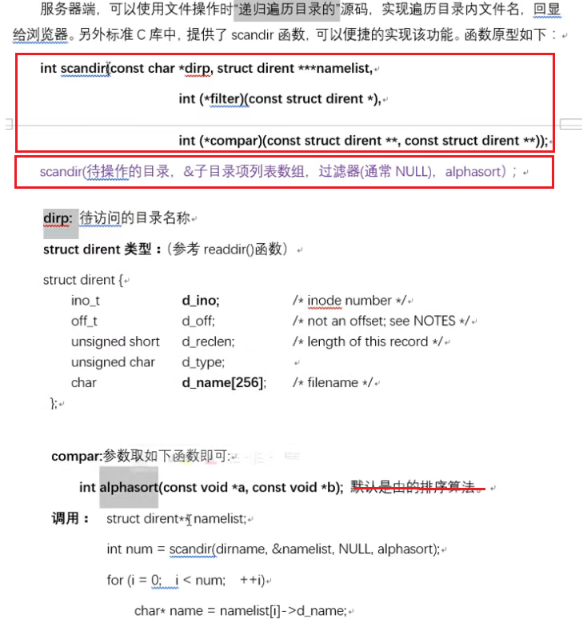 服务器端，可以使用文件操作时"递归遍历目录的"源码，实现遍历目录内文件名，回显
给浏览器。另外标准 C 库中，提供了 scandir 函数，可以便捷的实现该功能。函数原型如下：
int scandir(const char *dirp, struct dirent ***namelist,
int (*filter)(const struct dirent *),
int (*compar)(const struct dirent **, const struct dirent **));
scandir(待操作的目录，&子目录项列表数组，过滤器(通常 NULL)，alphasort）；
dirp: 待访问的目录名称
struct dirent 类型：（参考 readdir()函数）
struct dirent {
ino_t d_ino; /* inode number */
off_t d_off; /* not an offset; see NOTES */
unsigned short d_reclen; /* length of this record */
unsigned char d_type;
char d_name[256]; /* filename */
};
compar:参数取如下函数即可:
int alphasort(const void *a, const void *b); 默认是由的排序算法。
调用： struct dirent** namelist;
int num = scandir(dirname, &namelist, NULL, alphasort);
for (i = 0; i < num; ++i)
char* name = namelist[i]->d_name;